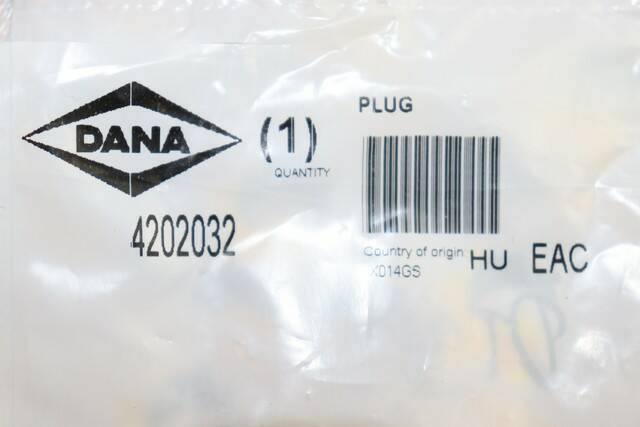 DANA
(1)
QUANTITY
4202032
PLUG
Country of origin HU EAC
X014GS